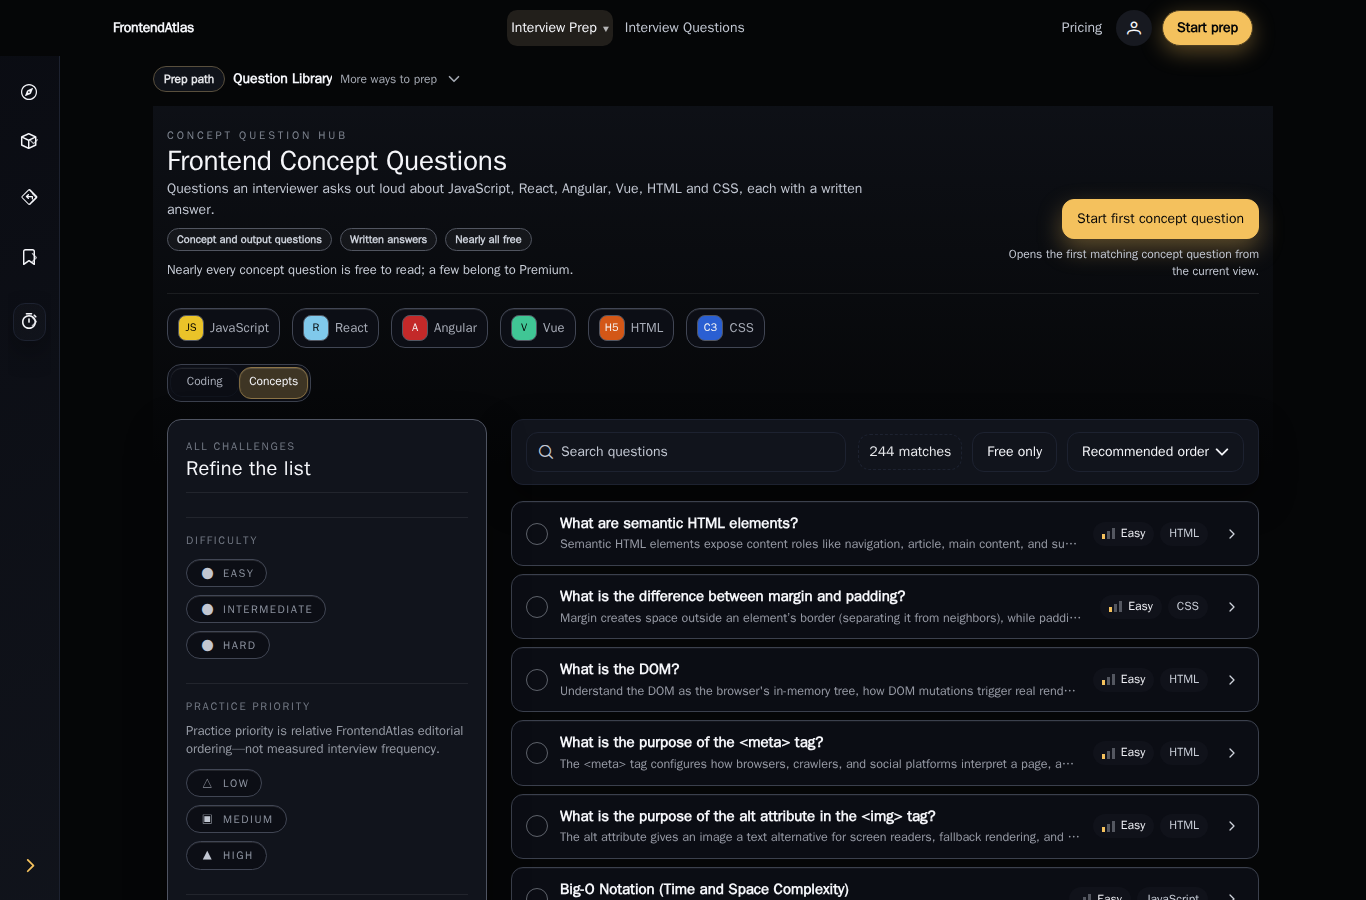 FrontendAtlas
Interview Prep ▾
Interview Questions
Pricing
Start prep
Prep path
Question Library
More ways to prep
CONCEPT QUESTION HUB
Frontend Concept Questions
Questions an interviewer asks out loud about JavaScript, React, Angular, Vue, HTML and CSS, each with a written
answer.
Concept and output questions
Written answers
Nearly all free
Nearly every concept question is free to read; a few belong to Premium.
Start first concept question
Opens the first matching concept question from
the current view.
JS JavaScript
R React
A Angular
V Vue
H5 HTML
C3 CSS
Coding
Concepts
ALL CHALLENGES
Refine the list
DIFFICULTY
EASY
INTERMEDIATE
HARD
PRACTICE PRIORITY
Practice priority is relative FrontendAtlas editorial
ordering—not measured interview frequency.
LOW
MEDIUM
HIGH
Search questions
244 matches
Free only
Recommended order
What are semantic HTML elements?
Semantic HTML elements expose content roles like navigation, article, main content, and su···
Easy
HTML
What is the difference between margin and padding?
Margin creates space outside an element's border (separating it from neighbors), while paddi···
Easy
CSS
What is the DOM?
Understand the DOM as the browser's in-memory tree, how DOM mutations trigger real rend···
Easy
HTML
What is the purpose of the <meta> tag?
The <meta> tag configures how browsers, crawlers, and social platforms interpret a page, a···
Easy
HTML
What is the purpose of the alt attribute in the <img> tag?
The alt attribute gives an image a text alternative for screen readers, fallback rendering, and ···
Easy
HTML
Big-O Notation (Time and Space Complexity)
Easy
JavaScript